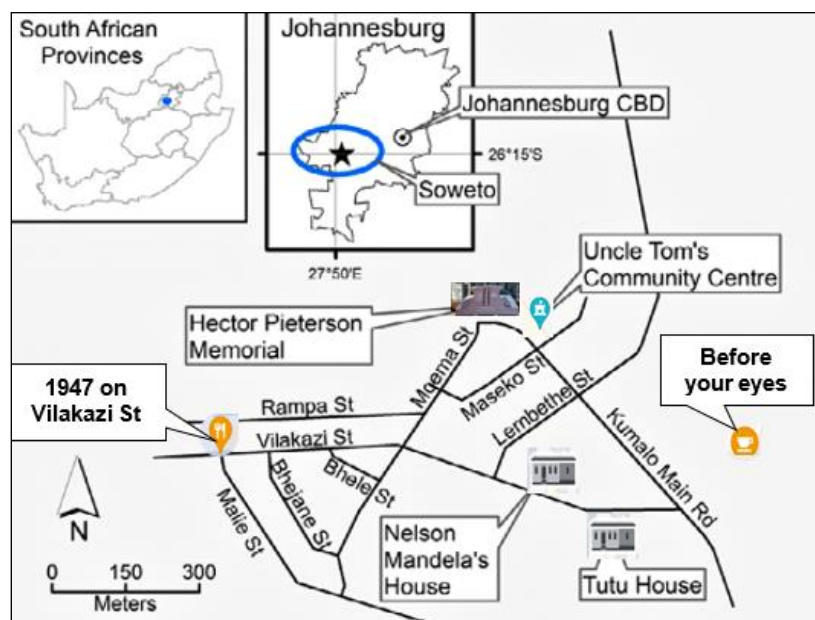 South African
Provinces
Johannesburg
Johannesburg CBD
26°15'S
Soweto
27°50'E
Uncle Tom's
Community Centre
Hector Pieterson
Memorial
Before
your eyes
1947 on
Vilakazi St
Moema St
Maseko St
Lembethe St
Rampa St
Vilakazi St
Kumalo Main Rd
Bhele St
Bhejane St
Malie St
N
Nelson
Mandela's
House
Tutu House
0 150 300
Meters